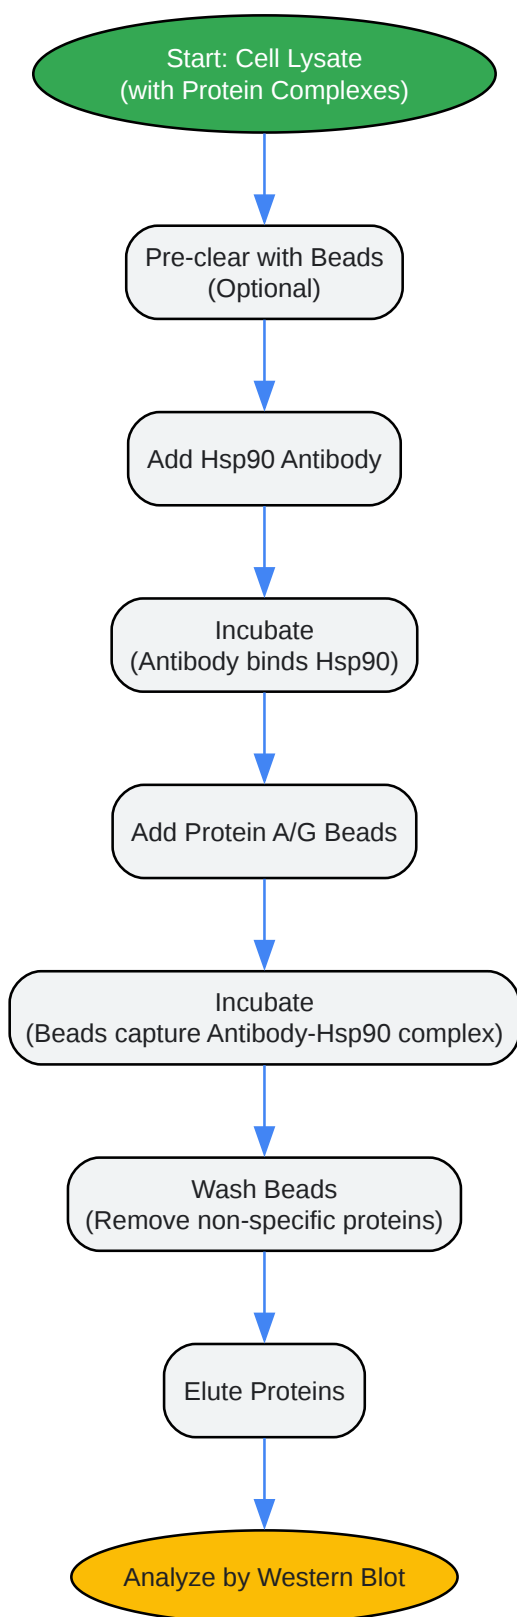 Start: Cell Lysate
(with Protein Complexes)
Pre-clear with Beads
(Optional)
Add Hsp90 Antibody
Incubate
(Antibody binds Hsp90)
Add Protein A/G Beads
Incubate
(Beads capture Antibody-Hsp90 complex)
Wash Beads
(Remove non-specific proteins)
Elute Proteins
Analyze by Western Blot